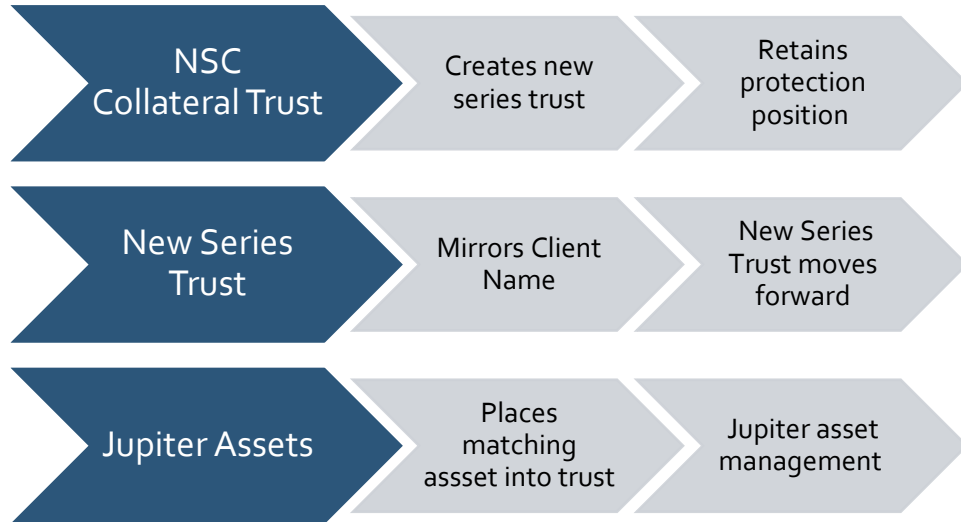 NSC
Collateral Trust
Creates new
series trust
Retains
protection
position
New Series
Trust
Mirrors Client
Name
New Series
Trust moves
forward
Jupiter Assets
Places
matching
assset into trust
Jupiter asset
management